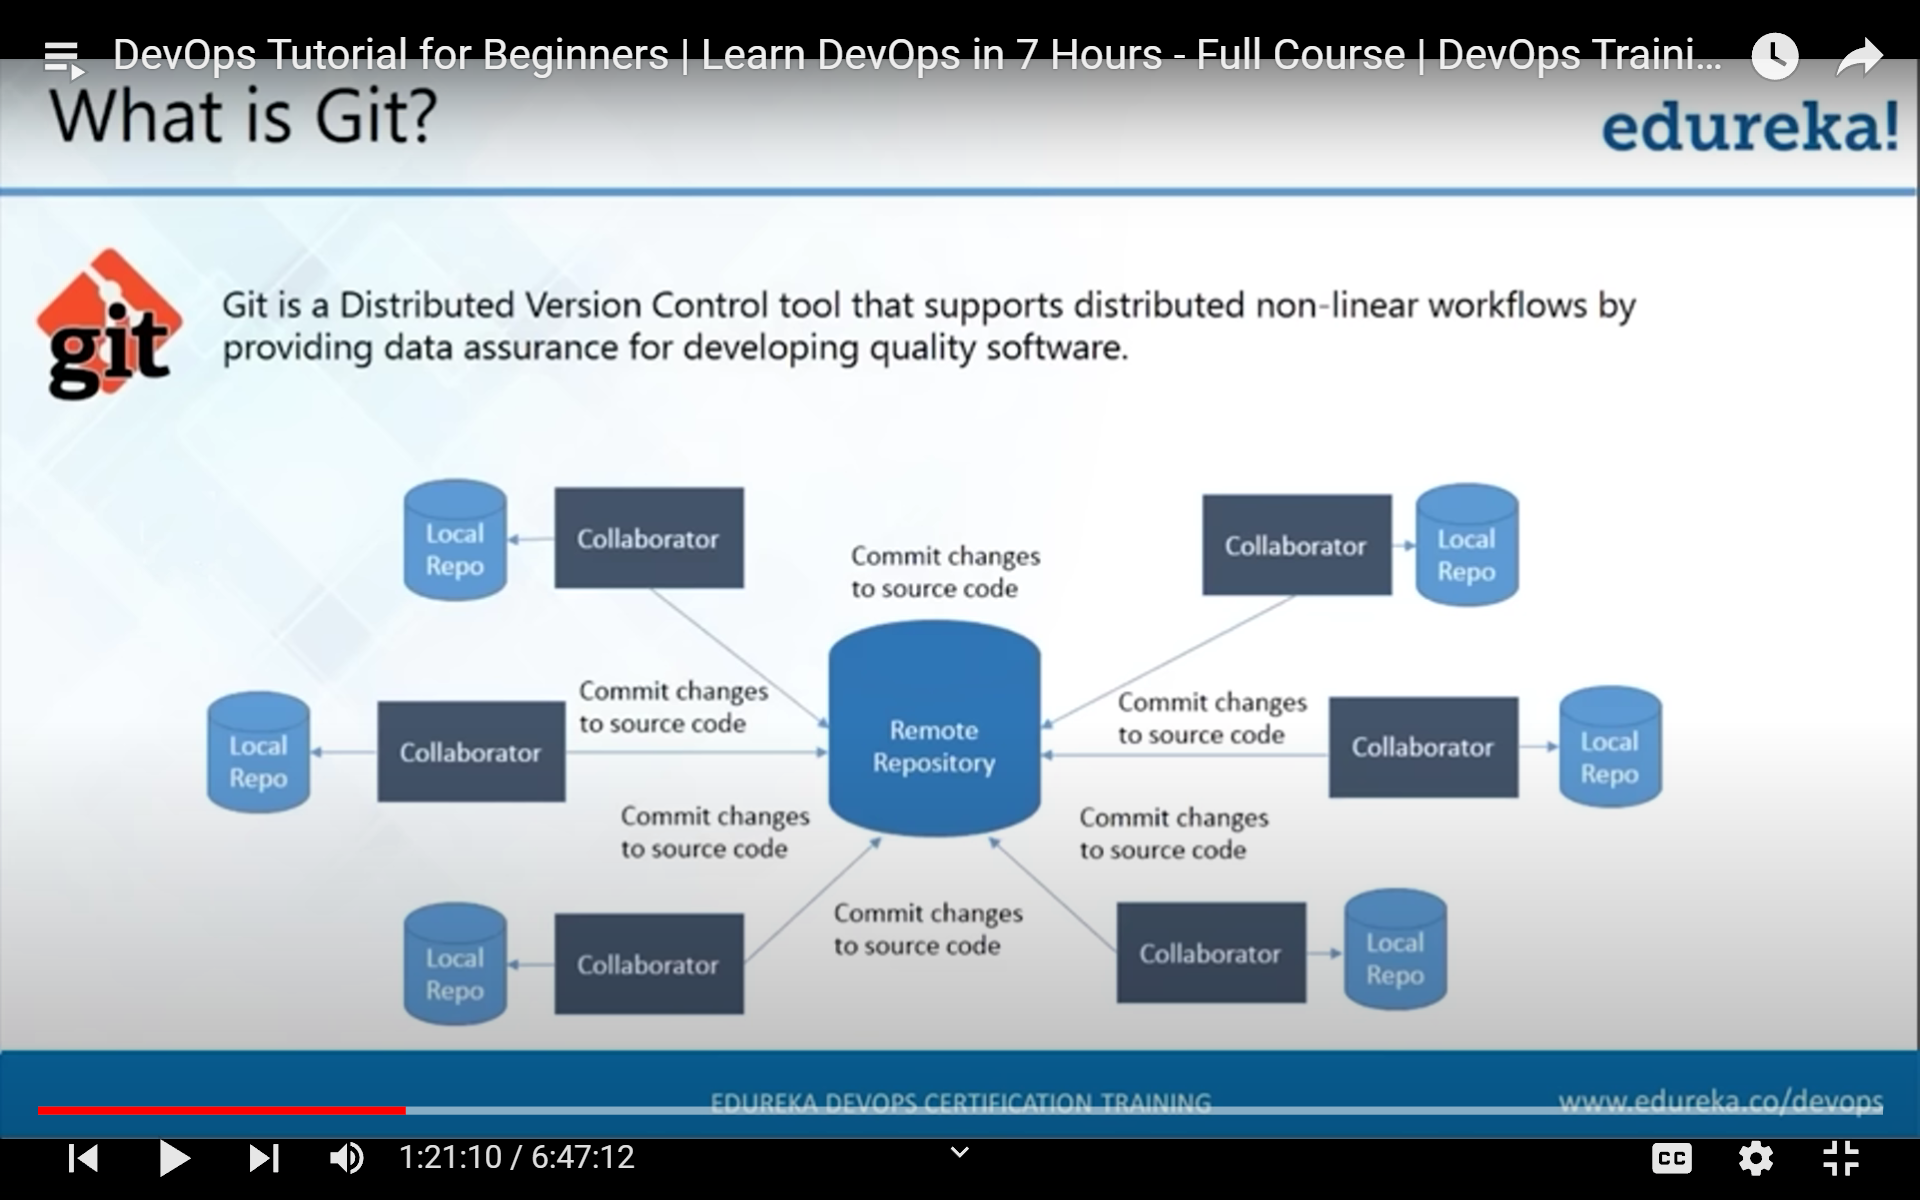 DevOps Tutorial for Beginners | Learn DevOps in 7 Hours - Full Course | DevOps Traini...
What is Git?
edureka!
git
Git is a Distributed Version Control tool that supports distributed non-linear workflows by
providing data assurance for developing quality software.
Local
Repo
Collaborator
Commit changes
to source code
Collaborator
Local
Repo
Local
Repo
Collaborator
Commit changes
to source code
Remote
Repository
Commit changes
to source code
Collaborator
Local
Repo
Commit changes
to source code
Commit changes
to source code
Local
Repo
Collaborator
Commit changes
to source code
Collaborator
Local
Repo
EDUREKA DEVOPS CERTIFICATION TRAINING
www.edureka.co/devops
1:21:10 / 6:47:12
CC